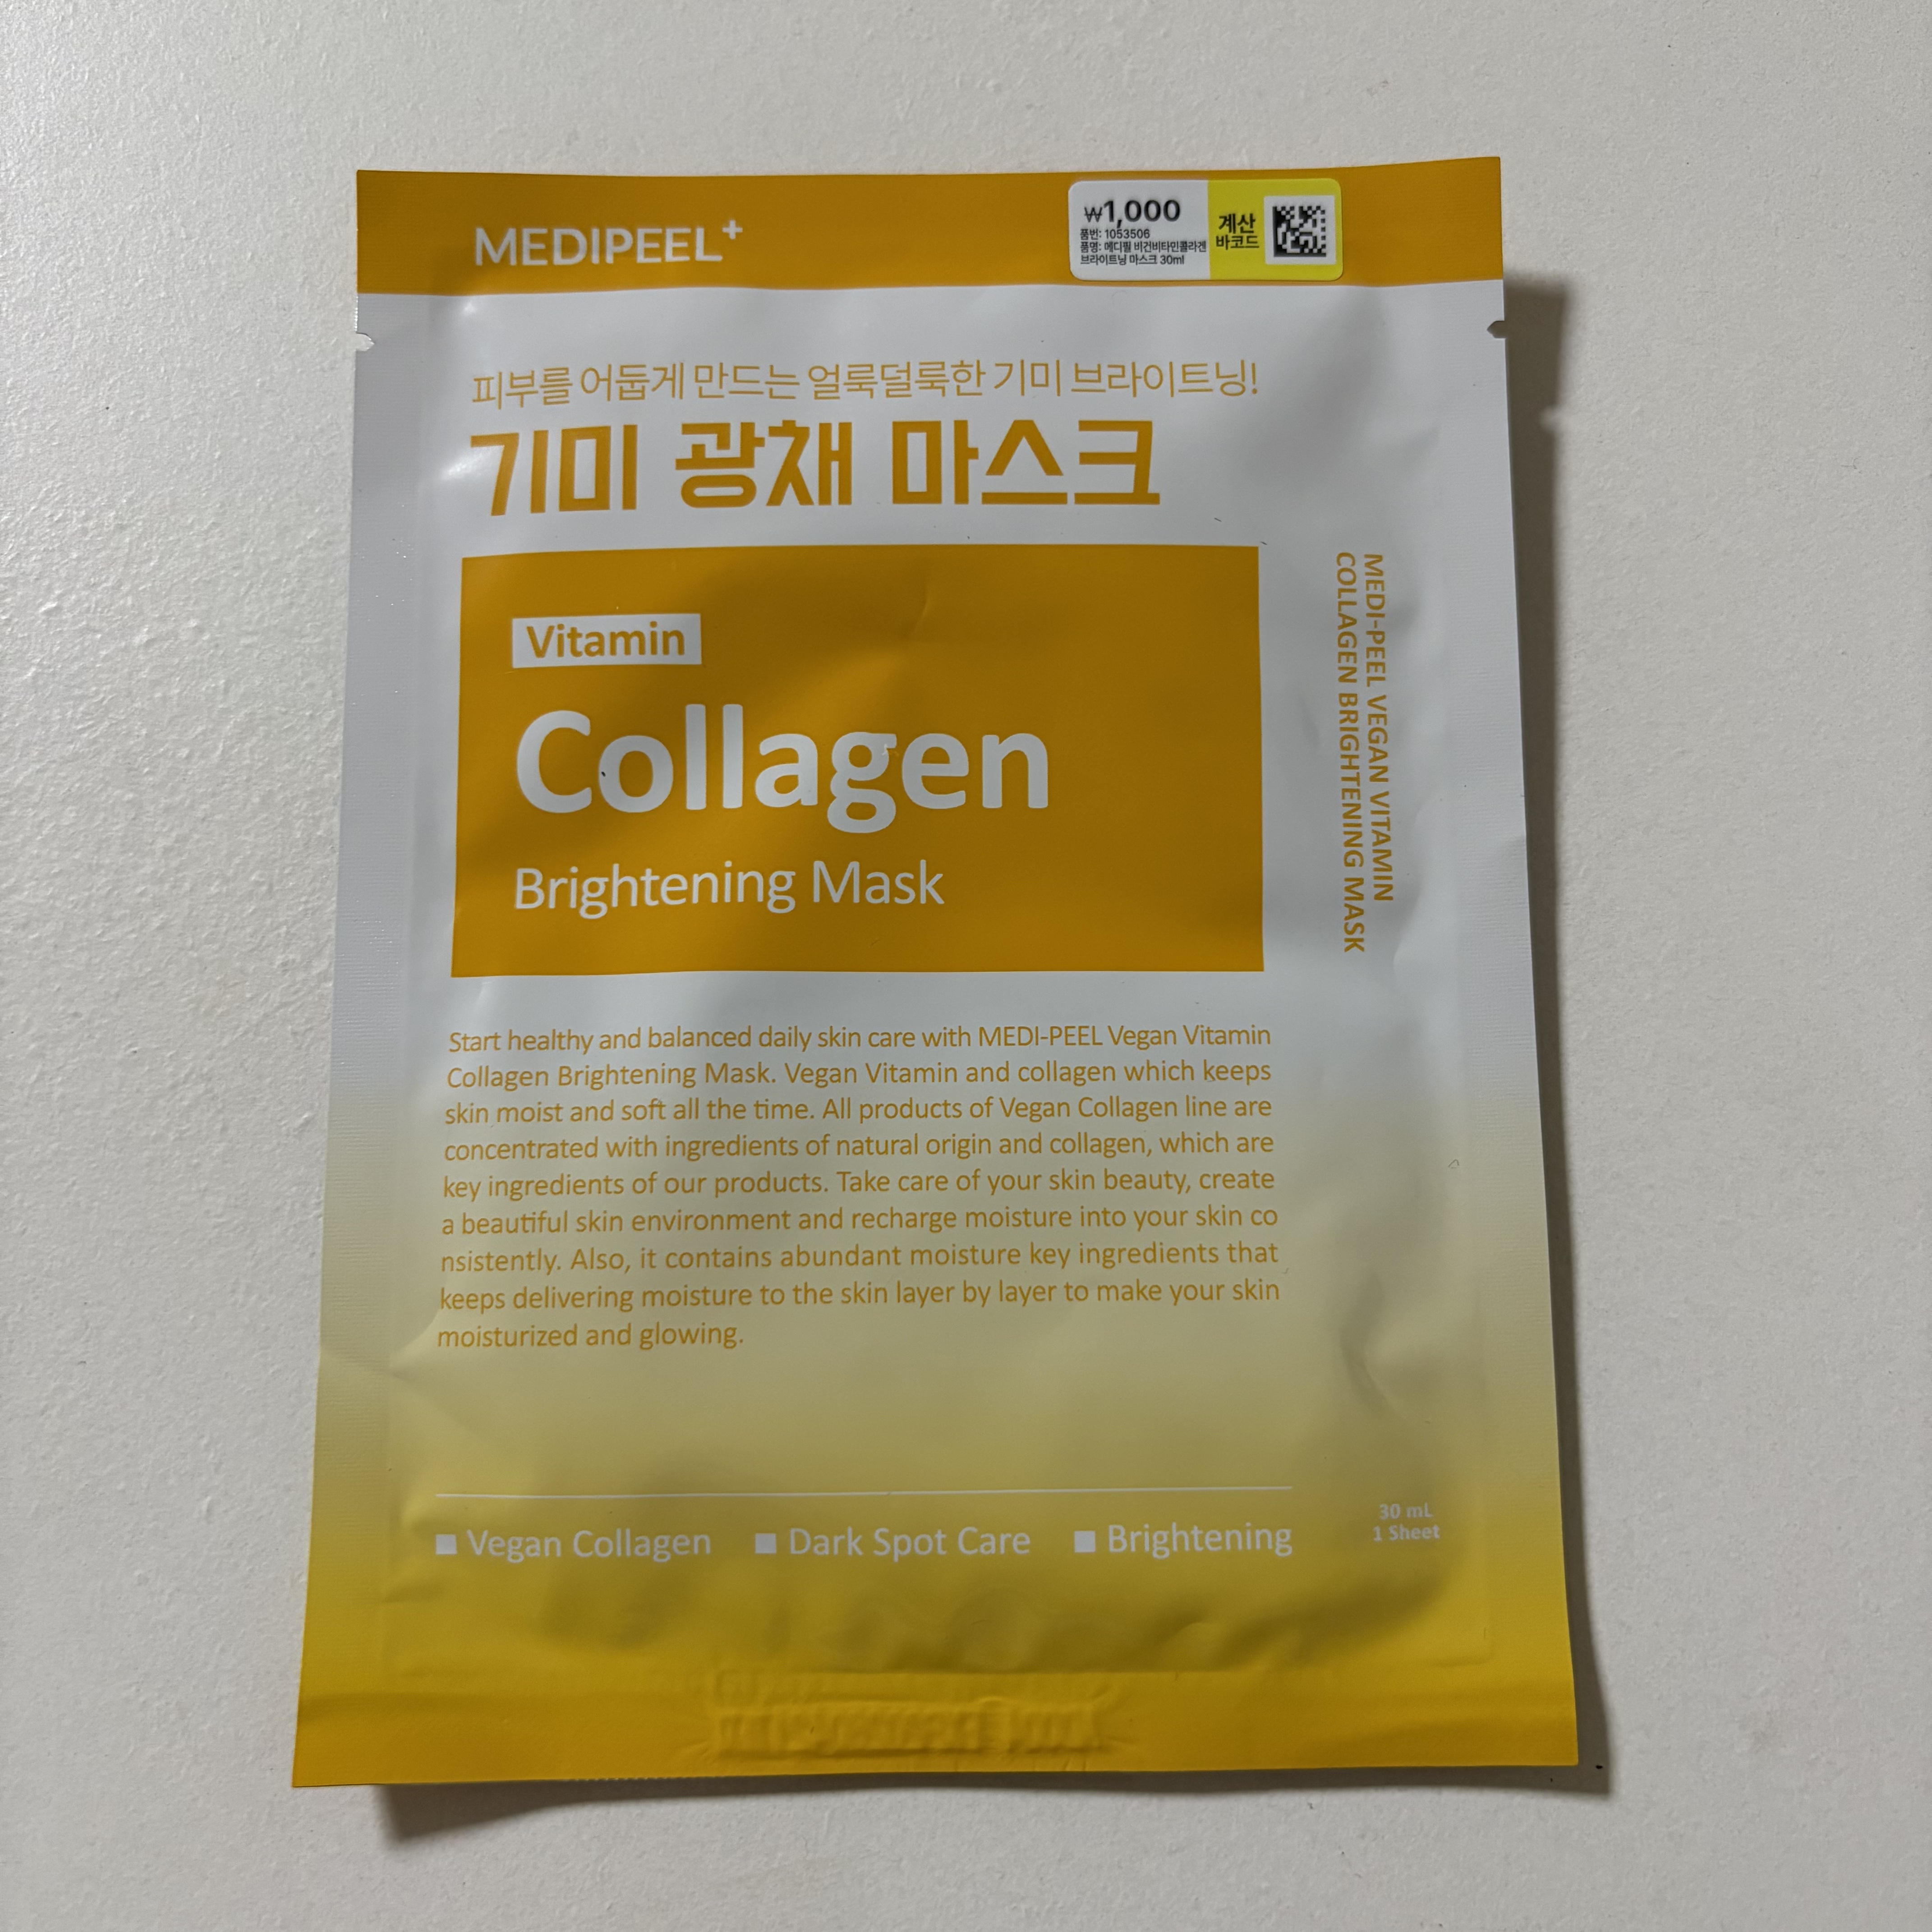 MEDIPEEL+
₩1,000
품번: 1053506
품명: 메디필 비건비타민콜라겐
브라이트닝 마스크 30ml
계산
바코드
피부를 어둡게 만드는 얼룩덜룩한 기미 브라이트닝!
기미 광채 마스크
Vitamin
Collagen
Brightening Mask
MEDI-PEEL VEGAN VITAMIN
COLLAGEN BRIGHTENING MASK
Start healthy and balanced daily skin care with MEDI-PEEL Vegan Vitamin
Collagen Brightening Mask. Vegan Vitamin and collagen which keeps
skin moist and soft all the time. All products of Vegan Collagen line are
concentrated with ingredients of natural origin and collagen, which are
key ingredients of our products. Take care of your skin beauty, create
a beautiful skin environment and recharge moisture into your skin co
nsistently. Also, it contains abundant moisture key ingredients that
keeps delivering moisture to the skin layer by layer to make your skin
moisturized and glowing.
■ Vegan Collagen ■ Dark Spot Care ■ Brightening
30 mL
1 Sheet